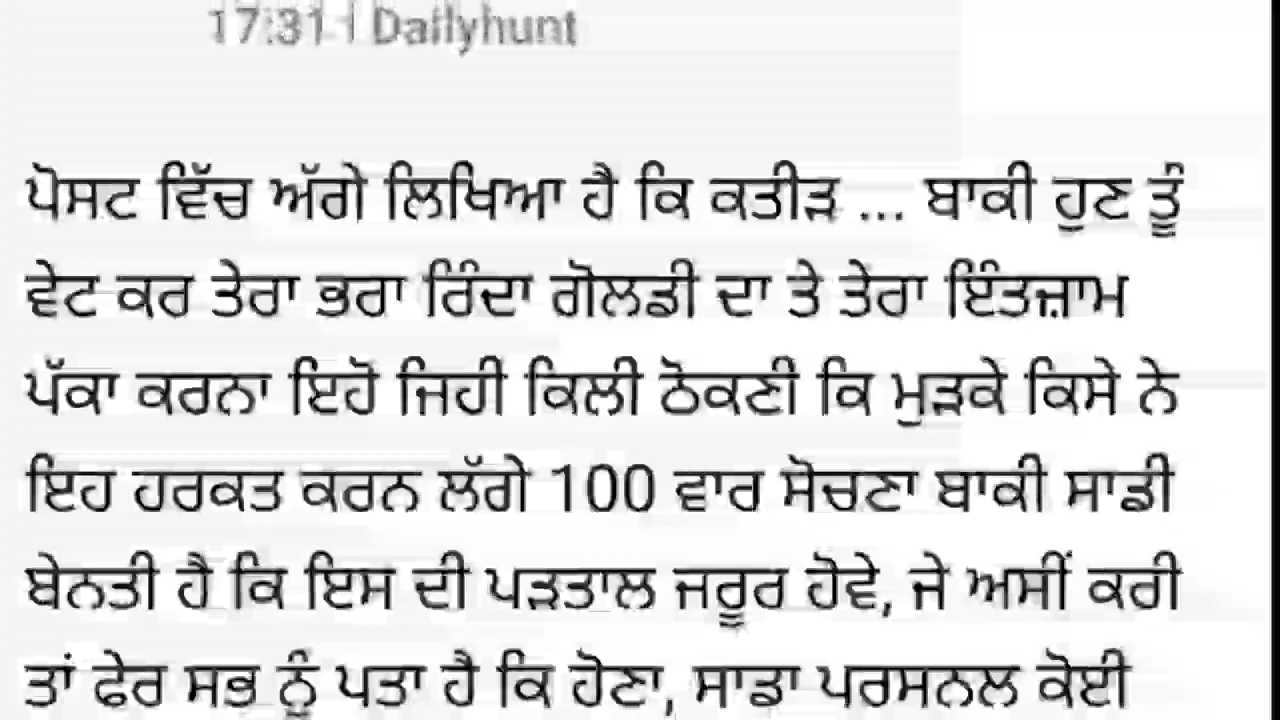 17:31 | Dailyhunt
ਪੋਸਟ ਵਿੱਚ ਅੱਗੇ ਲਿਖਿਆ ਹੈ ਕਿ ਕਤੀੜ ... ਬਾਕੀ ਹੁਣ ਤੂੰ
ਵੇਟ ਕਰ ਤੇਰਾ ਭਰਾ ਰਿੰਦਾ ਗੋਲਡੀ ਦਾ ਤੇ ਤੇਰਾ ਇੰਤਜ਼ਾਮ
ਪੱਕਾ ਕਰਨਾ ਇਹੋ ਜਿਹੀ ਕਿਲੀ ਠੋਕਣੀ ਕਿ ਮੁੜਕੇ ਕਿਸੇ ਨੇ
ਇਹ ਹਰਕਤ ਕਰਨ ਲੱਗੇ 100 ਵਾਰ ਸੋਚਣਾ ਬਾਕੀ ਸਾਡੀ
ਬੇਨਤੀ ਹੈ ਕਿ ਇਸ ਦੀ ਪੜਤਾਲ ਜਰੂਰ ਹੋਵੇ, ਜੇ ਅਸੀਂ ਕਰੀ
ਤਾਂ ਫੇਰ ਸਭ ਨੂੰ ਪਤਾ ਹੈ ਕਿ ਹੋਣਾ, ਸਾਡਾ ਪਰਸਨਲ ਕੋਈ